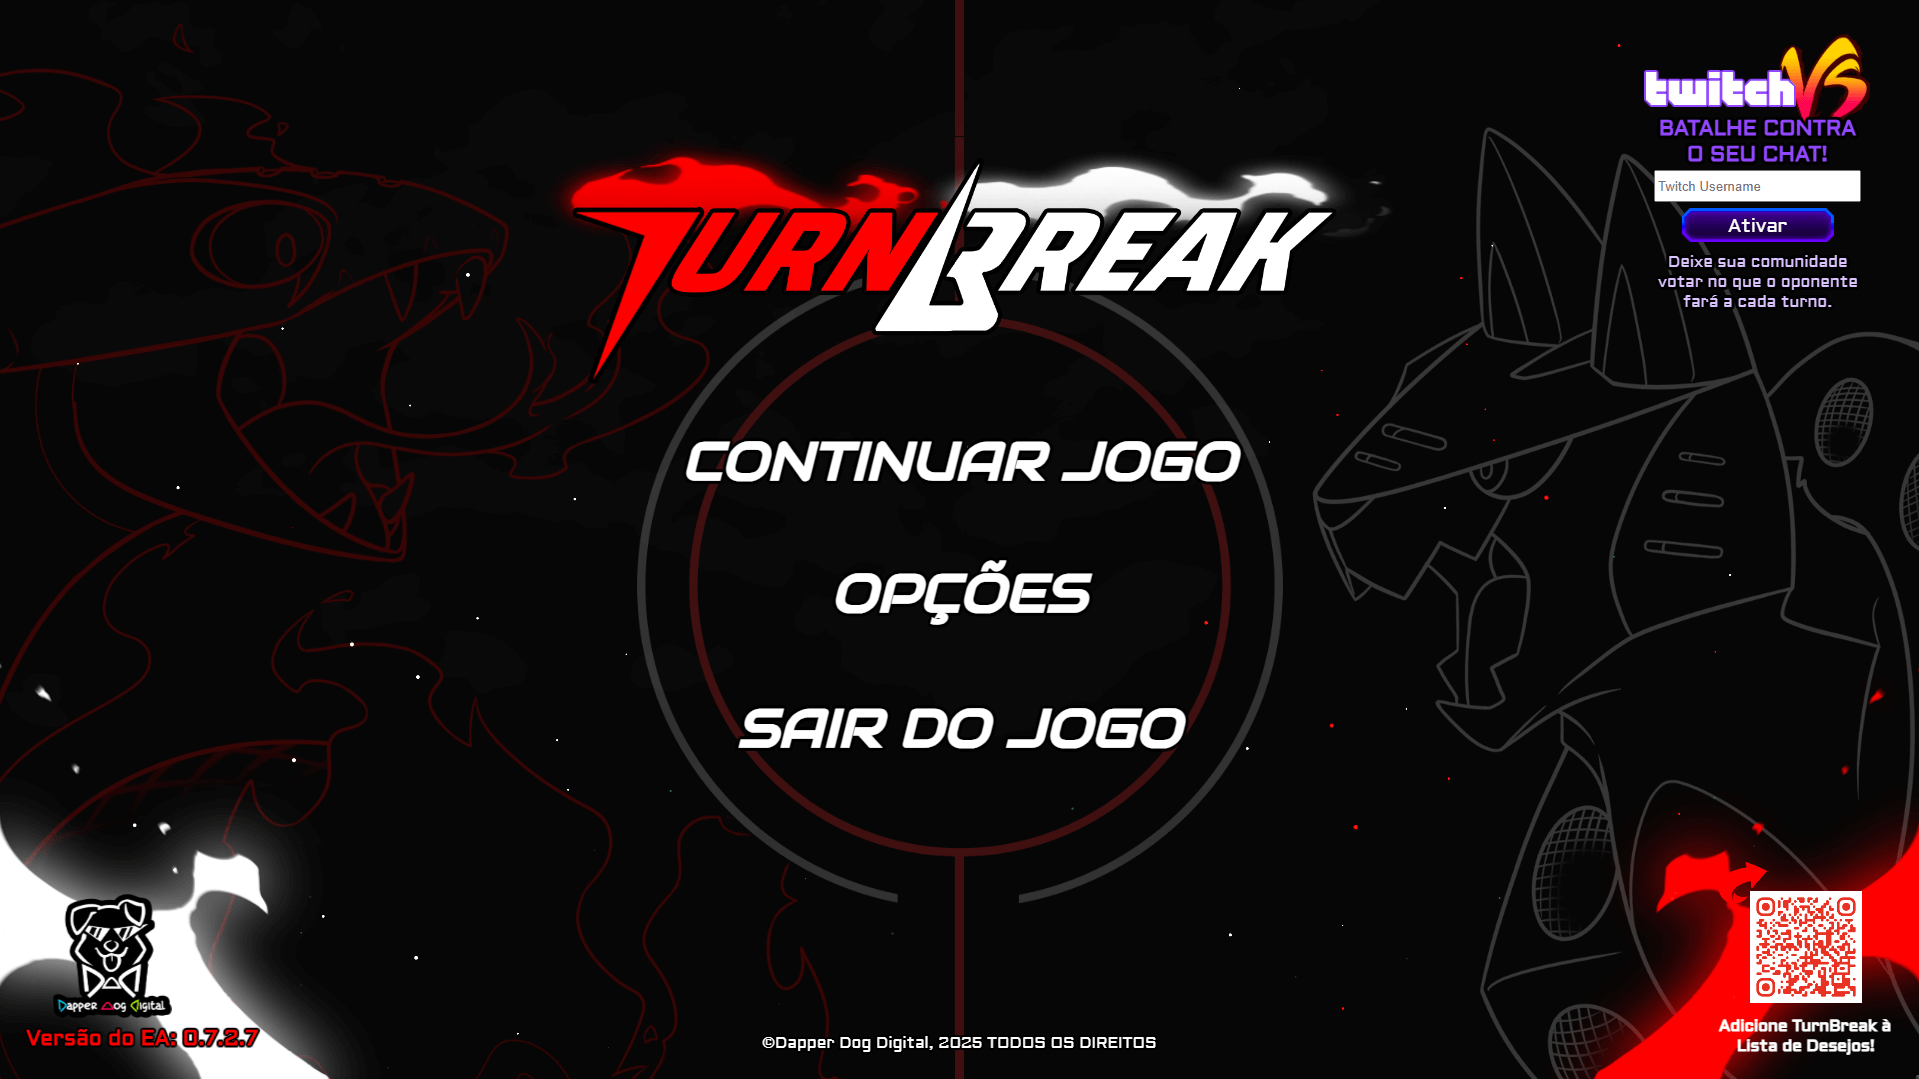 twitch VS
BATALHE CONTRA
O SEU CHAT!
Twitch Username
Ativar
Deixe sua comunidade
votar no que o oponente
fará a cada turno.
TURNBREAK
CONTINUAR JOGO
OPÇÕES
SAIR DO JOGO
Dapper Dog Digital
Versão do EA: 0.7.2.7
©Dapper Dog Digital, 2025 TODOS OS DIREITOS
Adicione TurnBreak à
Lista de Desejos!